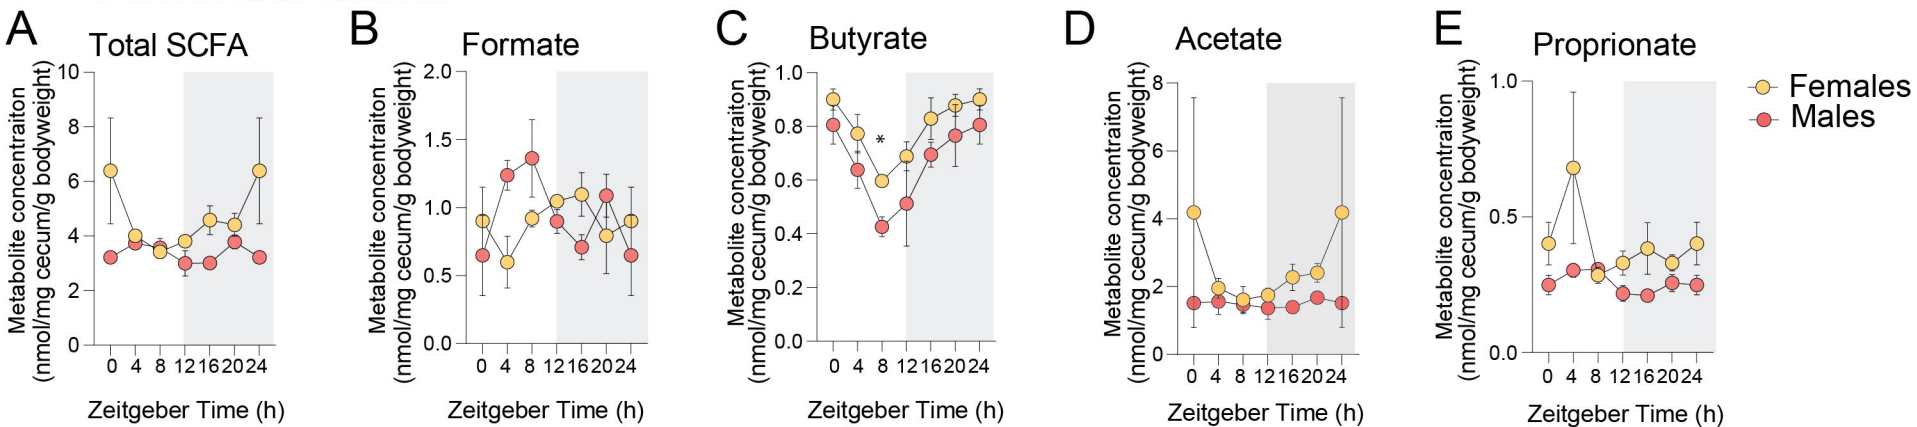 A
Total SCFA
Metabolite concentraiton
(nmol/mg cecum/g bodyweight)
10
8
6
4
2
0
0 4 8 12 16 20 24
Zeitgeber Time (h)
B
Formate
Metabolite concentraiton
(nmol/mg cecum/g bodyweight)
2.0
1.5
1.0
0.5
0.0
0 4 8 12 16 20 24
Zeitgeber Time (h)
C
Butyrate
Metabolite concentraiton
(nmol/mg cecum/g bodyweight)
1.0
0.8
0.6
0.4
0.2
0.0
*
0 4 8 12 16 20 24
Zeitgeber Time (h)
D
Acetate
Metabolite concentraiton
(nmol/mg cecum/g bodyweight)
8
6
4
2
0
0 4 8 12 16 20 24
Zeitgeber Time (h)
E
Proprionate
Metabolite concentraiton
(nmol/mg cecum/g bodyweight)
1.0
0.5
0.0
0 4 8 12 16 20 24
Zeitgeber Time (h)
Females
Males